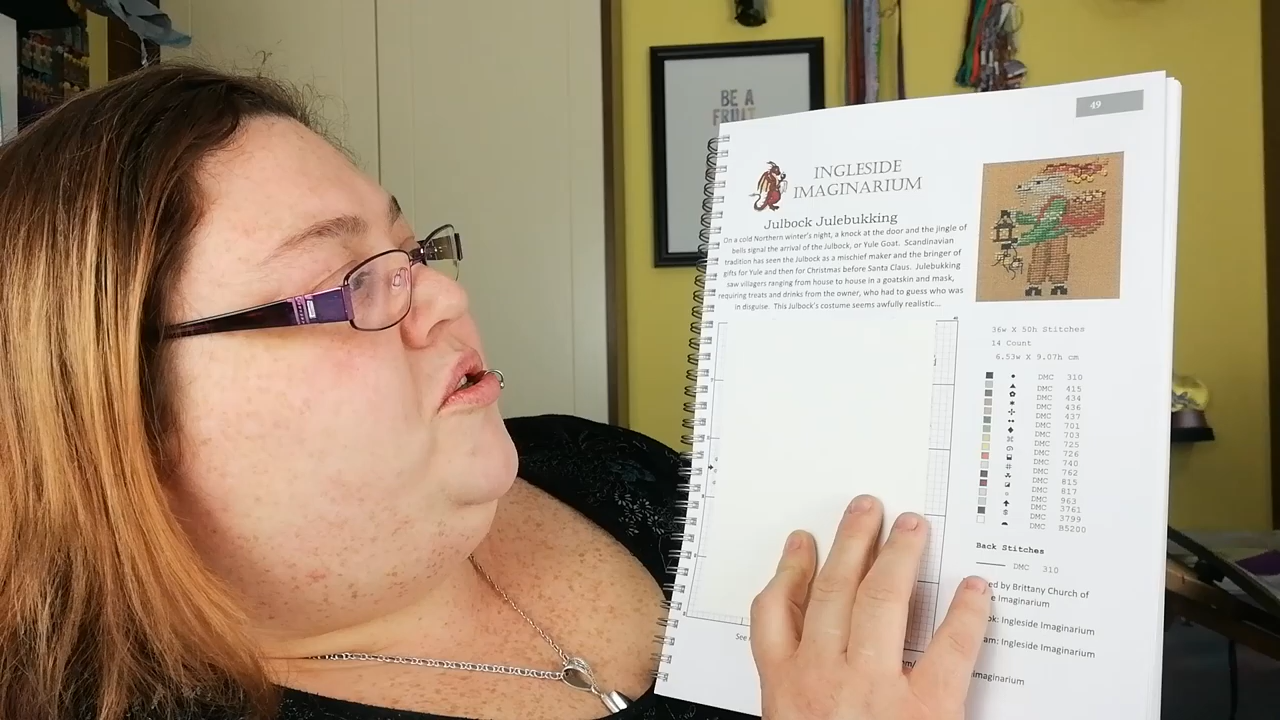 BE A
FRUIT
49
INGLESIDE
IMAGINARIUM
Julbock Julebukking
On a cold Northern winter's night, a knock at the door and the jingle of
bells signal the arrival of the Julbock, or Yule Goat. Scandinavian
tradition has seen the Julbock as a mischief maker and the bringer of
gifts for Yule and then for Christmas before Santa Claus. Julebukking
saw villagers ranging from house to house in a goatskin and mask,
requiring treats and drinks from the owner, who had to guess who was
in disguise. This Julbock's costume seems awfully realistic...
36w X 50h Stitches
14 Count
6.53w X 9.07h cm
DMC 310
DMC 415
DMC 434
DMC 436
DMC 437
DMC 701
DMC 703
DMC 725
DMC 726
DMC 740
DMC 762
DMC 815
DMC 817
DMC 963
DMC 3761
DMC 3799
DMC B5200
Back Stitches
DMC 310
by Brittany Church of
Imaginarium
Ingleside Imaginarium
Ingleside Imaginarium
See
Imaginarium